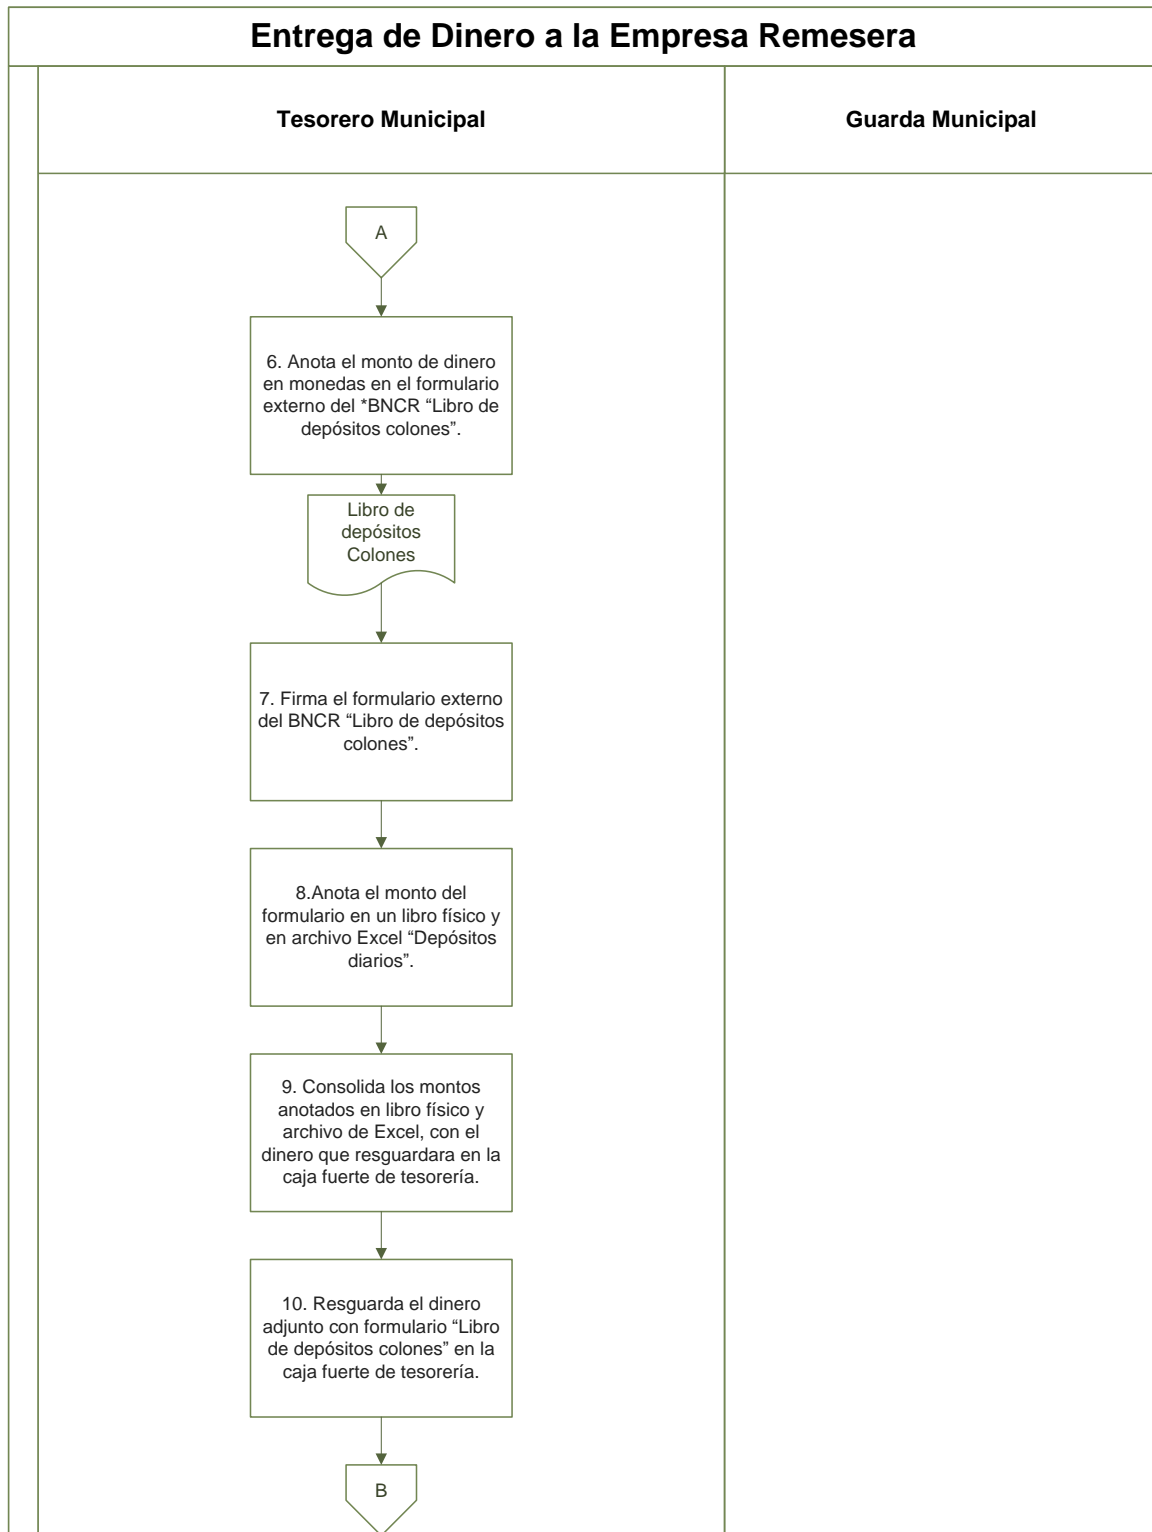 Entrega de Dinero a la Empresa Remesera
Tesorero Municipal
Guarda Municipal
A
6. Anota el monto de dinero
en monedas en el formulario
externo del *BNCR “Libro de
depósitos colones”.
Libro de
depósitos
Colones
7. Firma el formulario externo
del BNCR “Libro de depósitos
colones”.
8.Anota el monto del
formulario en un libro físico y
en archivo Excel “Depósitos
diarios”.
9. Consolida los montos
anotados en libro físico y
archivo de Excel, con el
dinero que resguardara en la
caja fuerte de tesorería.
10. Resguarda el dinero
adjunto con formulario “Libro
de depósitos colones” en la
caja fuerte de tesorería.
B